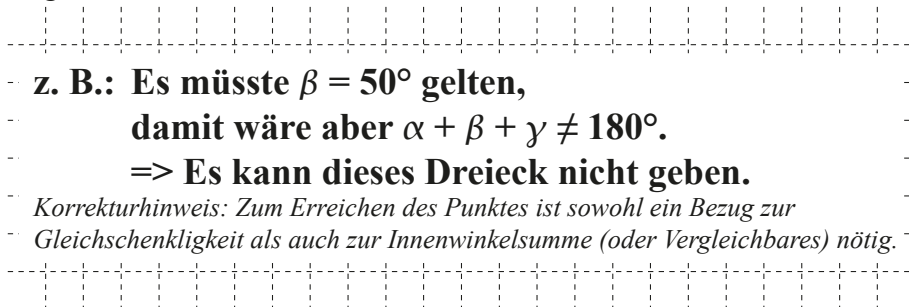 z. B.: Es müsste β = 50° gelten,
damit wäre aber α + β + γ ≠ 180°.
=> Es kann dieses Dreieck nicht geben.
Korrekturhinweis: Zum Erreichen des Punktes ist sowohl ein Bezug zur
Gleichschenkligkeit als auch zur Innenwinkelsumme (oder Vergleichbares) nötig.